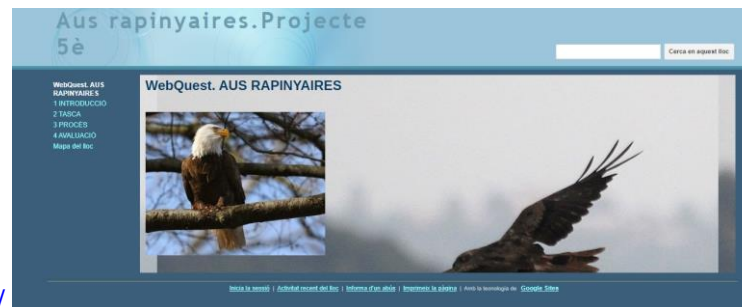 Aus rapinyaires.Projecte
5è
Cerca en aquest lloc
WebQuest. AUS
RAPINYAIRES
1 INTRODUCCIÓ
2 TASCA
3 PROCÉS
4 AVALUACIÓ
Mapa del lloc
WebQuest. AUS RAPINYAIRES
/
Inicia la sessió | Activitat recent del lloc | Informa d'un abús | Imprimeix la pàgina | Amb la tecnologia de Google Sites